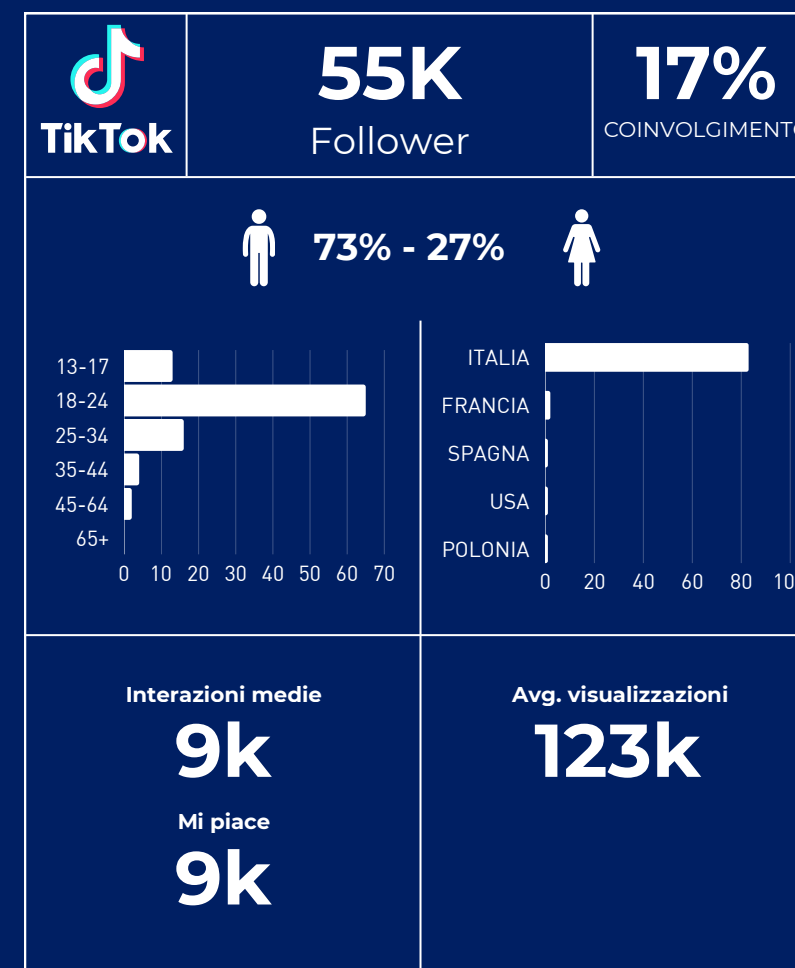 TikTok
55K
Follower
17%
COINVOLGIMENTO
73% - 27%
13-17
18-24
25-34
35-44
45-64
65+
0 10 20 30 40 50 60 70
ITALIA
FRANCIA
SPAGNA
USA
POLONIA
0 20 40 60 80 10
Interazioni medie
9k
Mi piace
9k
Avg. visualizzazioni
123k